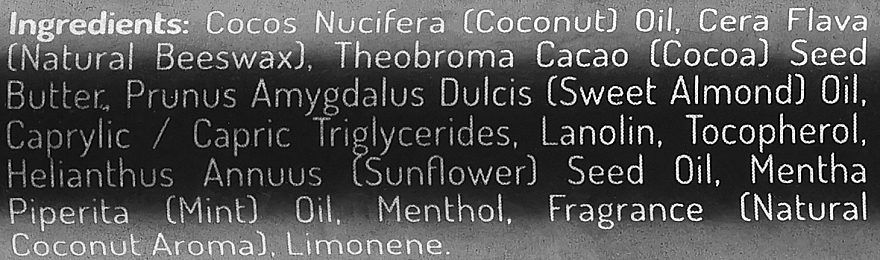 Ingredients: Cocos Nucifera (Coconut) Oil, Cera Flava
(Natural Beeswax), Theobroma Cacao (Cocoa) Seed
Butter, Prunus Amygdalus Dulcis (Sweet Almond) Oil,
Caprylic / Capric Triglycerides, Lanolin, Tocopherol,
Helianthus Annuus (Sunflower) Seed Oil, Mentha
Piperita (Mint) Oil, Menthol, Fragrance (Natural
Coconut Aroma), Limonene.